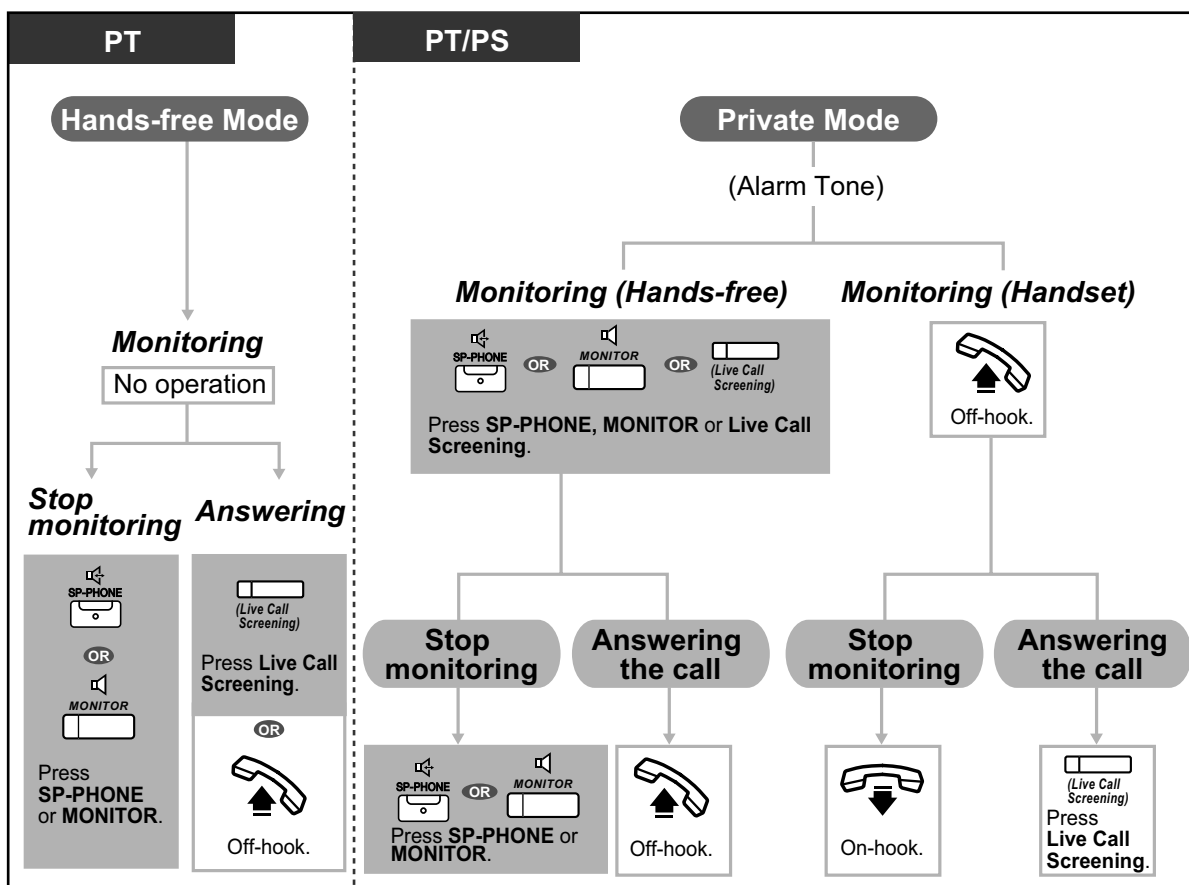 PT
PT/PS
Hands-free Mode
Private Mode
(Alarm Tone)
Monitoring
No operation
Stop
monitoring
Answering
SP-PHONE
OR
MONITOR
Press
SP-PHONE
or MONITOR.
(Live Call
Screening)
Press Live Call
Screening.
OR
Off-hook.
Monitoring (Hands-free)
SP-PHONE
OR
MONITOR
OR
(Live Call
Screening)
Press SP-PHONE, MONITOR or Live Call
Screening.
Monitoring (Handset)
Off-hook.
Stop
monitoring
Answering
the call
Stop
monitoring
Answering
the call
SP-PHONE
OR
MONITOR
Press SP-PHONE or
MONITOR.
Off-hook.
On-hook.
(Live Call
Screening)
Press
Live Call
Screening.